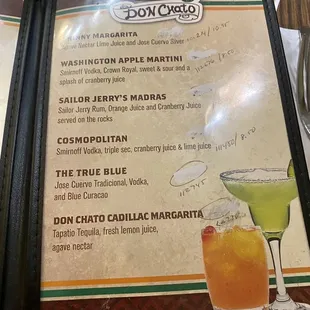 DON CHATO
NY MARGARITA
Lime Juice and Jose Cuervo Silver
WASHINGTON APPLE MARTINI
Smirnoff Vodka, Crown Royal, sweet & sour and a
splash of cranberry juice
SAILOR JERRY'S MADRAS
Sailor Jerry Rum, Orange Juice and Cranberry Juice
served on the rocks
COSMOPOLITAN
Smirnoff Vodka, triple sec, cranberry juice & lime juice
THE TRUE BLUE
Jose Cuervo Tradicional, Vodka,
and Blue Curacao
DON CHATO CADILLAC MARGARITA
Tapatio Tequila, fresh lemon juice,
agave nectar